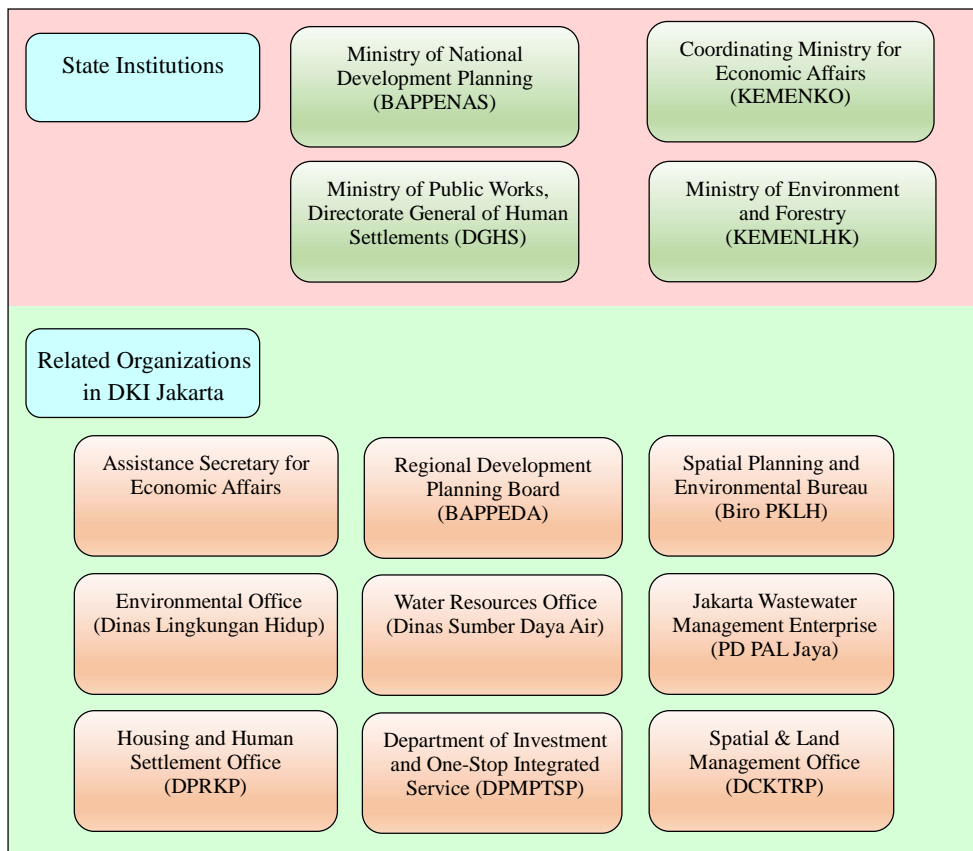 State Institutions
Ministry of National
Development Planning
(BAPPENAS)
Coordinating Ministry for
Economic Affairs
(KEMENKO)
Ministry of Public Works,
Directorate General of Human
Settlements (DGHS)
Ministry of Environment
and Forestry
(KEMENLHK)
Related Organizations
in DKI Jakarta
Assistance Secretary for
Economic Affairs
Regional Development
Planning Board
(BAPPEDA)
Spatial Planning and
Environmental Bureau
(Biro PKLH)
Environmental Office
(Dinas Lingkungan Hidup)
Water Resources Office
(Dinas Sumber Daya Air)
Jakarta Wastewater
Management Enterprise
(PD PAL Jaya)
Housing and Human
Settlement Office
(DPRKP)
Department of Investment
and One-Stop Integrated
Service (DPMPTSP)
Spatial & Land
Management Office
(DCKTRP)